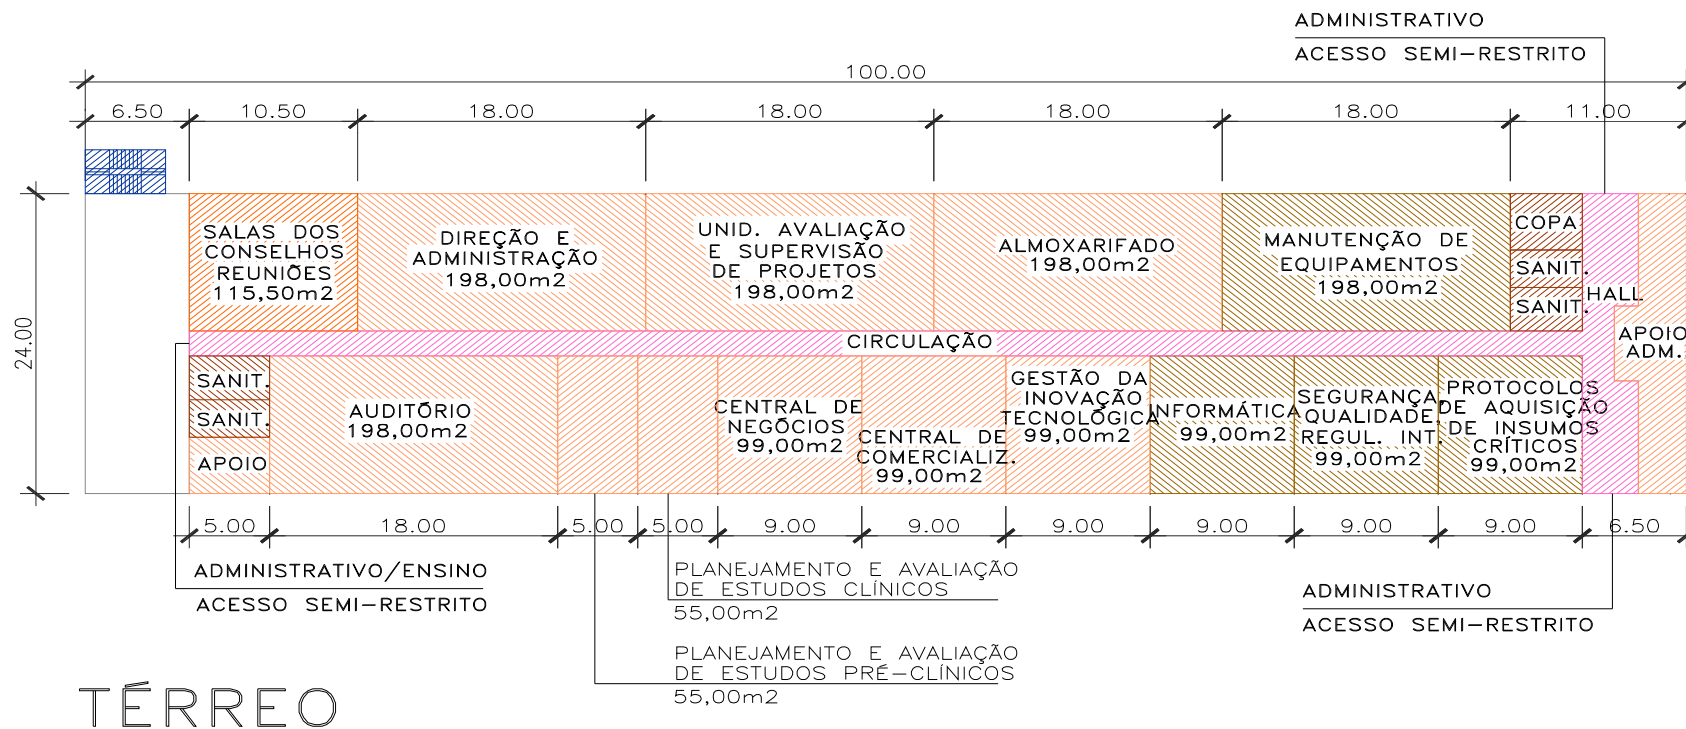 ADMINISTRATIVO
ACESSO SEMI-RESTRITO
100.00
6.50 10.50 18.00 18.00 18.00 18.00 11.00
24.00
SALAS DOS
CONSELHOS
REUNIÕES
115,50m2
DIREÇÃO E
ADMINISTRAÇÃO
198,00m2
UNID. AVALIAÇÃO
E SUPERVISÃO
DE PROJETOS
198,00m2
ALMOXARIFADO
198,00m2
MANUTENÇÃO DE
EQUIPAMENTOS
198,00m2
COPA
SANIT.
SANIT.
HALL
APOIO
ADM.
CIRCULAÇÃO
SANIT.
SANIT.
APOIO
AUDITÓRIO
198,00m2
CENTRAL DE
NEGÓCIOS
99,00m2
CENTRAL DE
COMERCIALIZ.
99,00m2
GESTÃO DA
INOVAÇÃO
TECNOLÓGICA
99,00m2
INFORMÁTICA
99,00m2
SEGURANÇA
QUALIDADE
REGUL. INT.
99,00m2
PROTOCOLOS
DE AQUISIÇÃO
DE INSUMOS
CRÍTICOS
99,00m2
5.00 18.00 5.00 5.00 9.00 9.00 9.00 9.00 9.00 9.00 6.50
ADMINISTRATIVO/ENSINO
ACESSO SEMI-RESTRITO
PLANEJAMENTO E AVALIAÇÃO
DE ESTUDOS CLÍNICOS
55,00m2
PLANEJAMENTO E AVALIAÇÃO
DE ESTUDOS PRÉ-CLÍNICOS
55,00m2
ADMINISTRATIVO
ACESSO SEMI-RESTRITO
TÉRREO